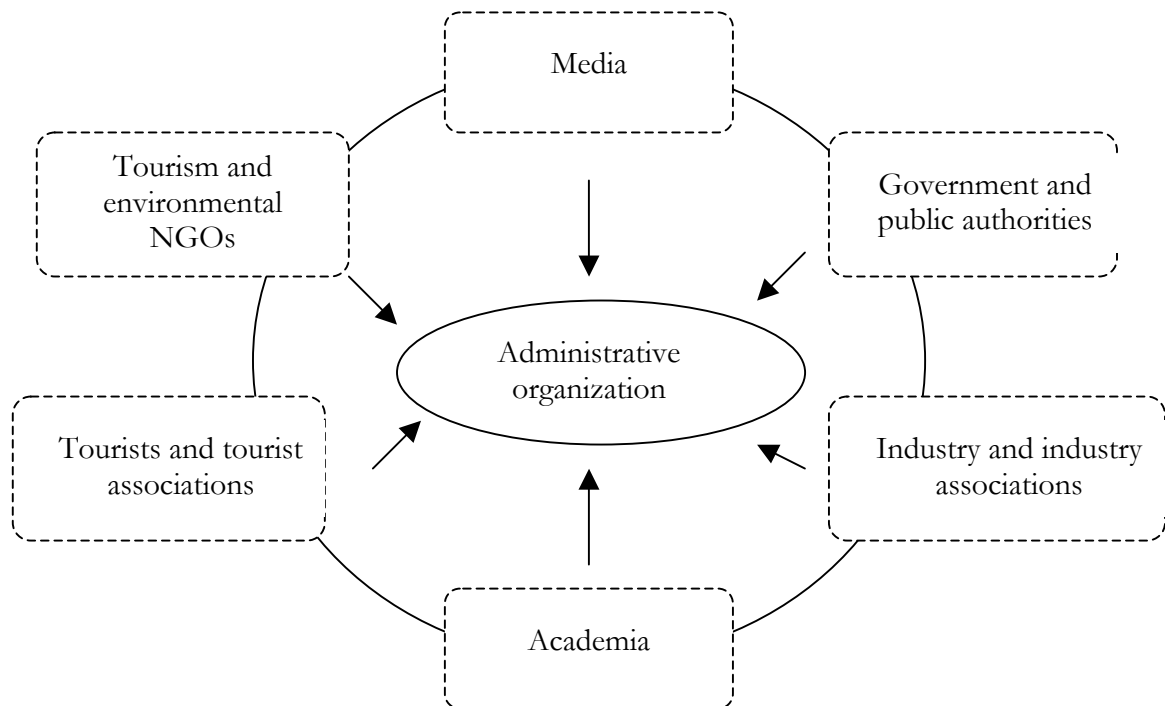 Media
Tourism and
environmental
NGOs
Government and
public authorities
Administrative
organization
Tourists and tourist
associations
Industry and industry
associations
Academia